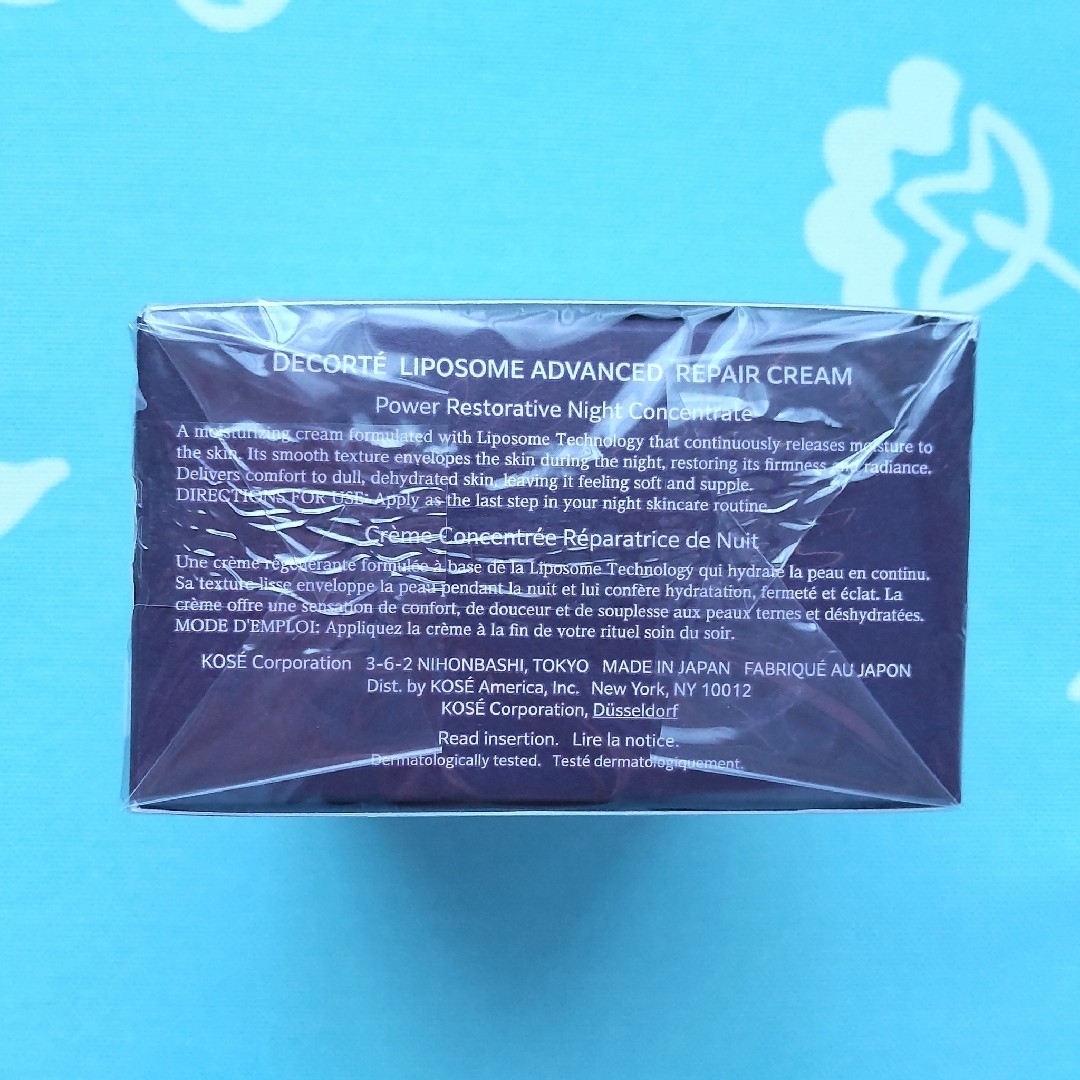 DECORTÉ LIPOSOME ADVANCED REPAIR CREAM
Power Restorative Night Concentrate
A moisturizing cream formulated with Liposome Technology that continuously releases moisture to
the skin. Its smooth texture envelopes the skin during the night, restoring its firmness and radiance.
Delivers comfort to dull, dehydrated skin, leaving it feeling soft and supple.
DIRECTIONS FOR USE: Apply as the last step in your night skincare routine.
Crème Concentrée Réparatrice de Nuit
Une crème régénérante formulée à base de la Liposome Technology qui hydrate la peau en continu.
Sa texture lisse enveloppe la peau pendant la nuit et lui confère hydratation, fermeté et éclat. La
crème offre une sensation de confort, de douceur et de souplesse aux peaux ternes et déshydratées.
MODE D'EMPLOI: Appliquez la crème à la fin de votre rituel soin du soir.
KOSÉ Corporation 3-6-2 NIHONBASHI, TOKYO MADE IN JAPAN FABRIQUÉ AU JAPON
Dist. by KOSÉ America, Inc. New York, NY 10012
KOSÉ Corporation, Düsseldorf
Read insertion. Lire la notice.
Dermatologically tested. Testé dermatologiquement.